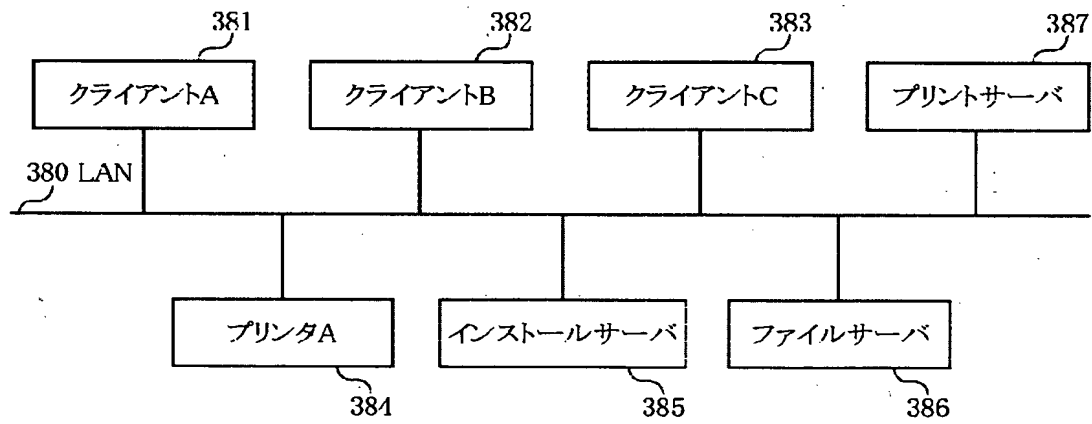 381
382
383
387
クライアントA
クライアントB
クライアントC
プリントサーバ
380 LAN
プリンタA
インストールサーバ
ファイルサーバ
384
385
386